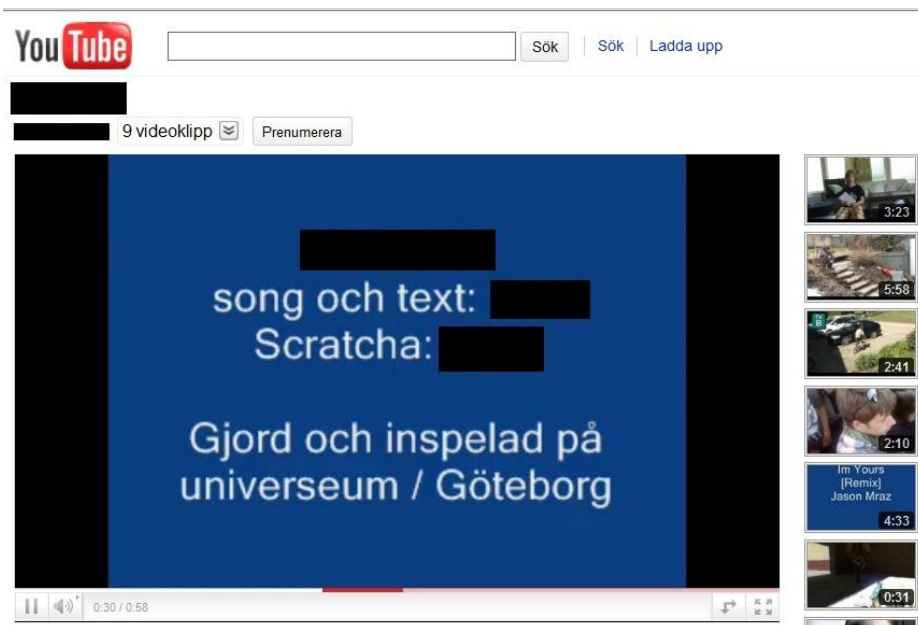 You Tube
Sök Sök Ladda upp
9 videoklipp Prenumerera
song och text:
Scratcha:
Gjord och inspelad på
universeum / Göteborg
0:30 / 0:58
3:23
5:58
2:41
2:10
Im Yours
[Remix]
Jason Mraz
4:33
0:31